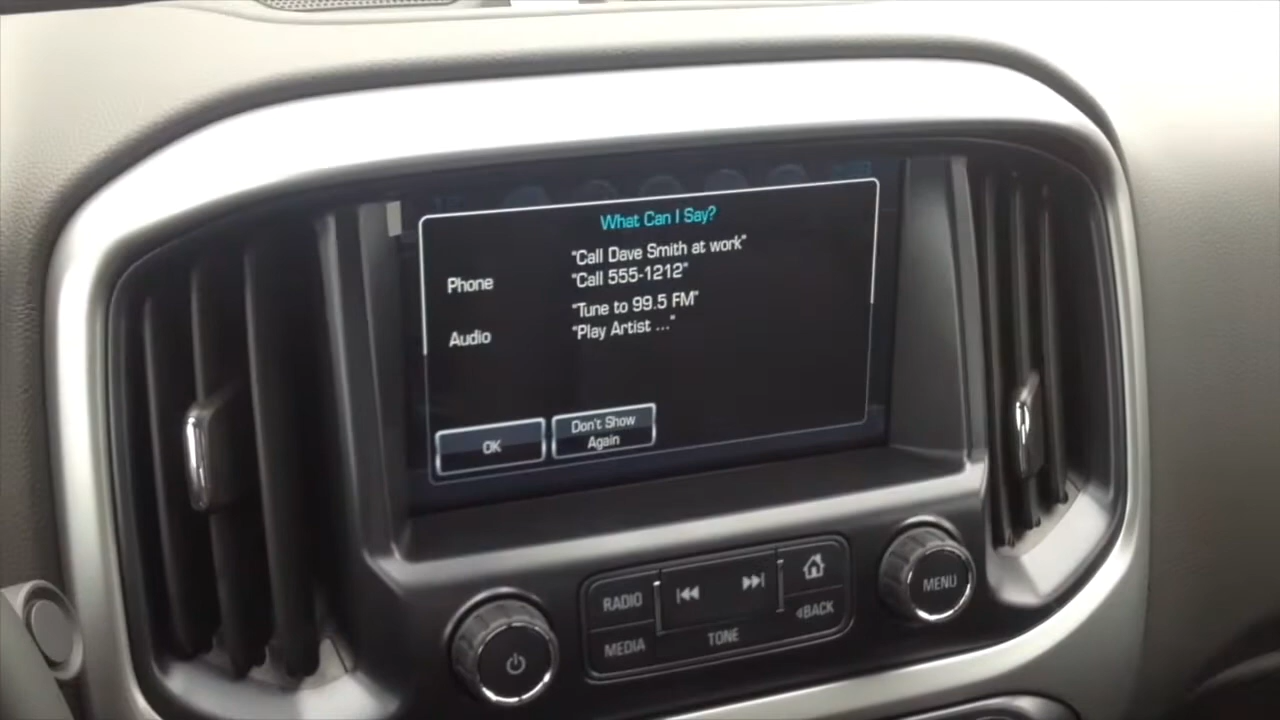 What Can I Say?
Phone
"Call Dave Smith at work"
"Call 555-1212"
Audio
"Tune to 99.5 FM"
"Play Artist ..."
OK
Don't Show
Again
RADIO
MEDIA
TONE
BACK
MENU